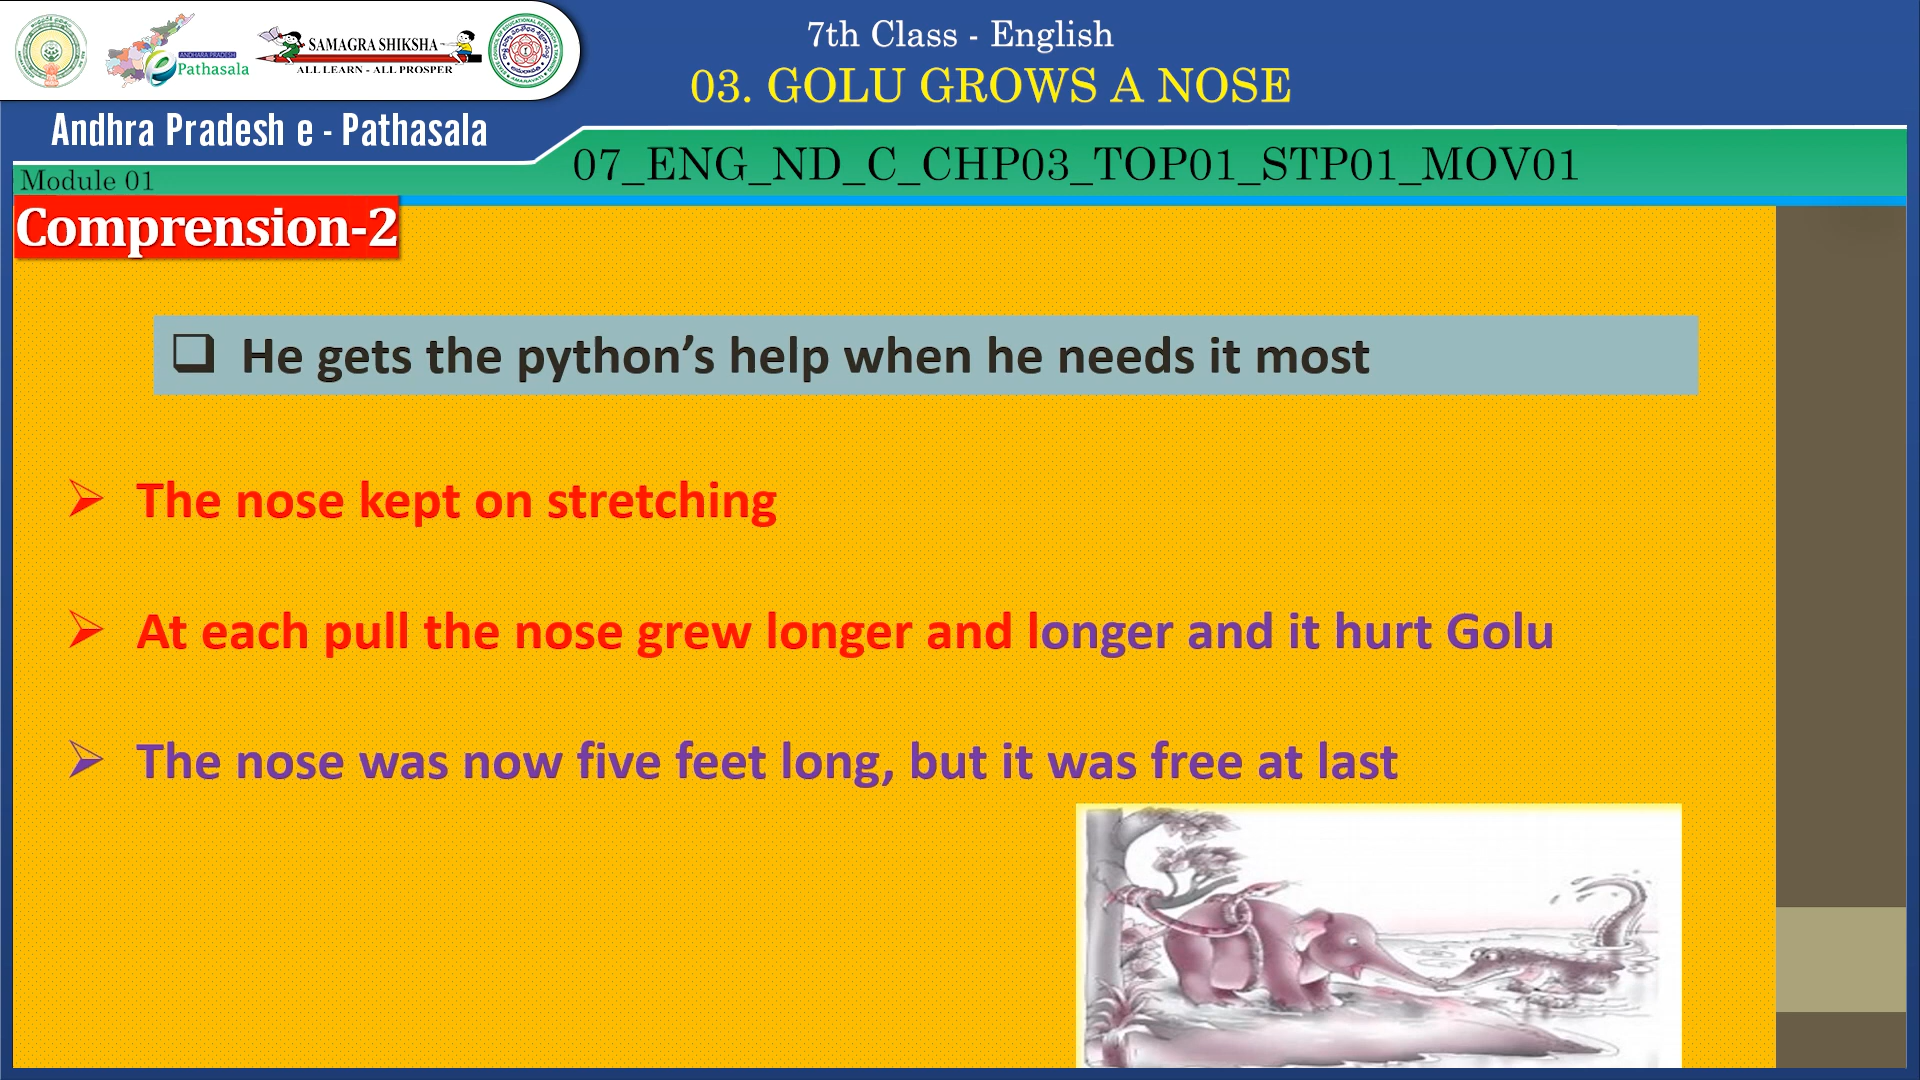 7th Class - English
03. GOLU GROWS A NOSE
ANDHRA PRADESH
e Pathasala
SAMAGRA SHIKSHA
ALL LEARN - ALL PROSPER
Andhra Pradesh e - Pathasala
07_ENG_ND_C_CHP03_TOP01_STP01_MOV01
Module 01
Comprension-2
He gets the python’s help when he needs it most
The nose kept on stretching
At each pull the nose grew longer and longer and it hurt Golu
The nose was now five feet long, but it was free at last